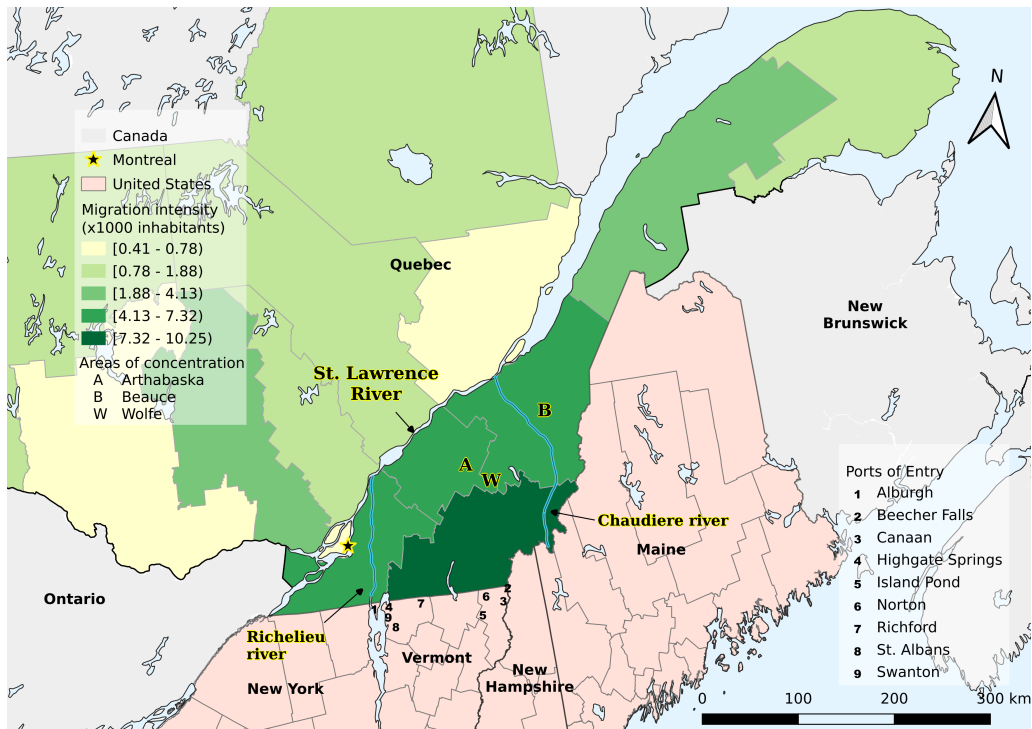 N
Canada
Montreal
United States
Migration intensity
(x1000 inhabitants)
[0.41 - 0.78)
[0.78 - 1.88)
[1.88 - 4.13)
[4.13 - 7.32)
[7.32 - 10.25)
Areas of concentration
A Arthabaska
B Beauce
W Wolfe
Quebec
New
Brunswick
St. Lawrence
River
B
A
W
Chaudiere river
Maine
Ontario
Richelieu
river
New York
Vermont
New
Hampshire
1
4
9
8
7
6
5
2
3
Ports of Entry
1 Alburgh
2 Beecher Falls
3 Canaan
4 Highgate Springs
5 Island Pond
6 Norton
7 Richford
8 St. Albans
9 Swanton
0 100 200 300 km